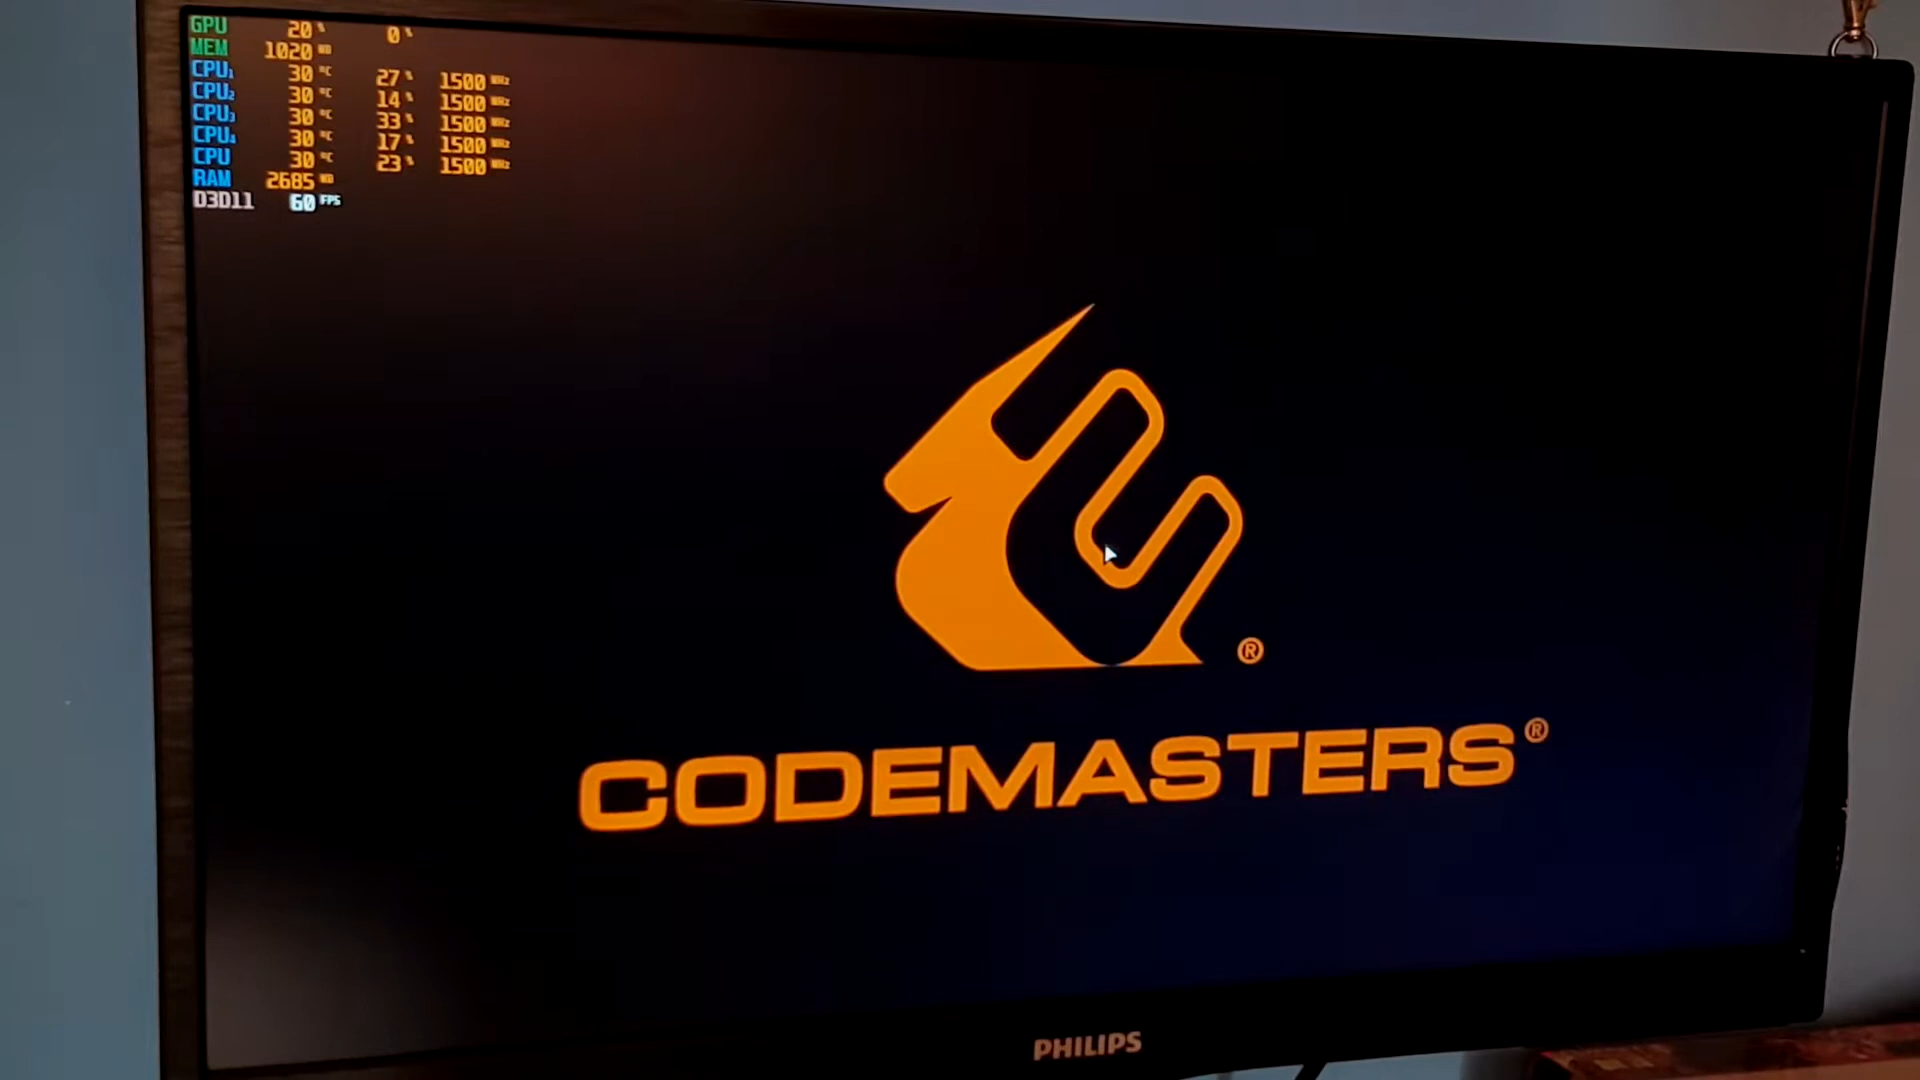 GPU 20 % 0 %
MEM 1020 MB
CPU1 30 °C 27 % 1500 MHz
CPU2 30 °C 14 % 1500 MHz
CPU3 30 °C 33 % 1500 MHz
CPU4 30 °C 17 % 1500 MHz
CPU 30 °C 23 % 1500 MHz
RAM 2685 MB
D3D11 60 FPS
®
CODEMASTERS®
PHILIPS